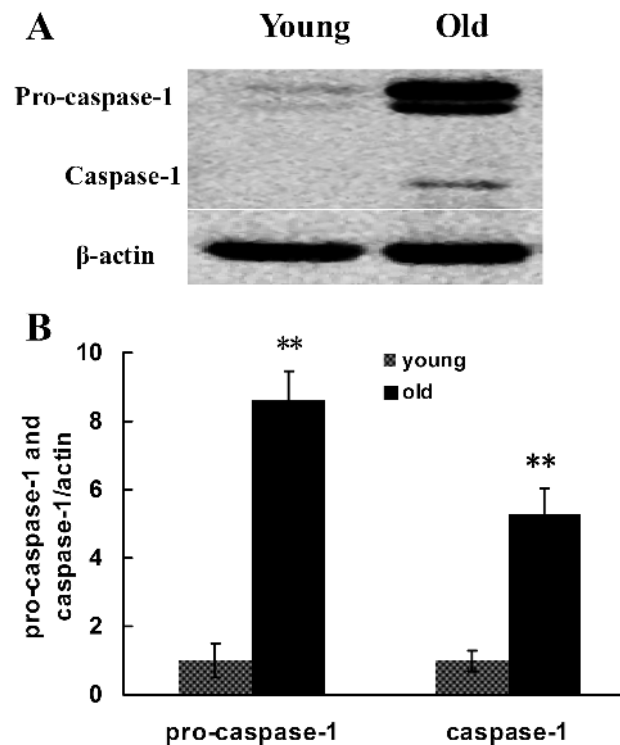 A
Young Old
Pro-caspase-1
Caspase-1
β-actin
B
**
**
young
old
pro-caspase-1 and
caspase-1/actin
10
8
6
4
2
0
pro-caspase-1 caspase-1